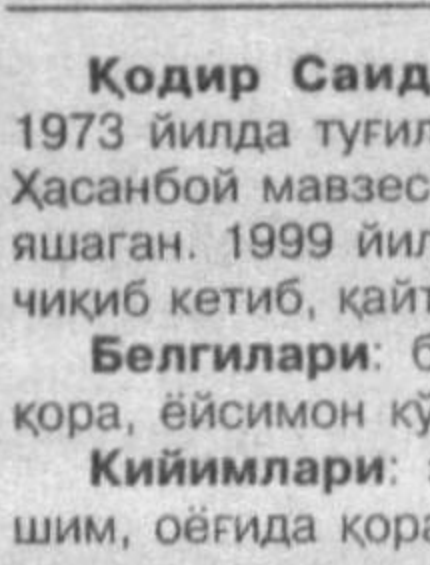 Қодир Саид
1973 йилда туғил
Ҳасанбой мавзес
яшаган. 1999 йил
чиқиб кетиб, қайт
Белгилари: б
қора, ёйсимон кў
Кийимлари:
шим, оёғида қора